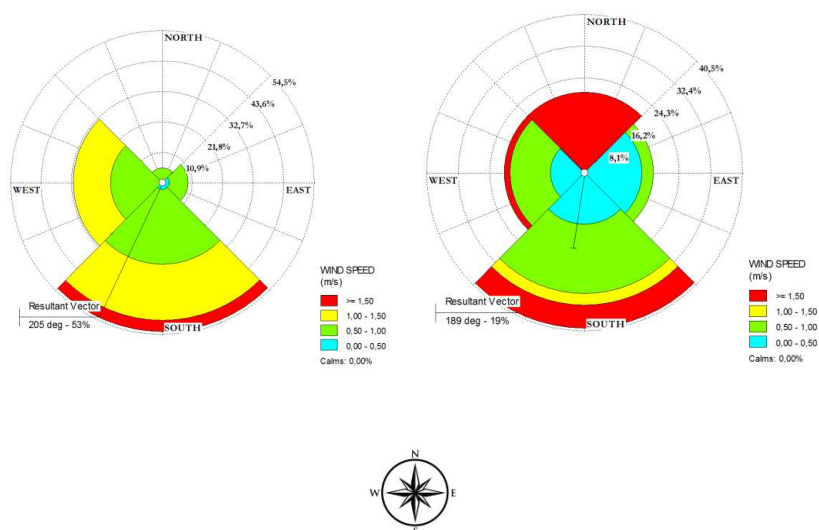 NORTH
54,5%
43,6%
32,7%
21,8%
10,9%
WEST
EAST
WIND SPEED
(m/s)
>= 1,50
1,00 - 1,50
0,50 - 1,00
0,00 - 0,50
Calms: 0,00%
Resultant Vector
205 deg - 53%
SOUTH
NORTH
40,5%
32,4%
24,3%
16,2%
8,1%
WEST
EAST
WIND SPEED
(m/s)
>= 1,50
1,00 - 1,50
0,50 - 1,00
0,00 - 0,50
Calms: 0,00%
Resultant Vector
189 deg - 19%
SOUTH
N
W
E
S